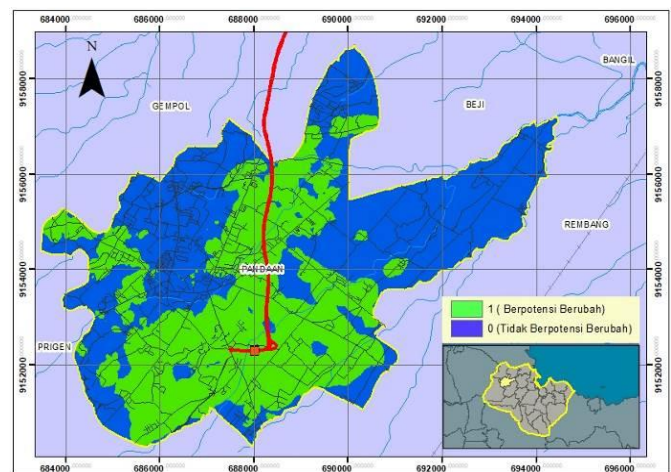 684000 686000 688000 690000 692000 694000 696000
9158000
9156000
9154000
9152000
N
BANGIL
GEMPOL
BEJI
REMBANG
PANDAAN
PRIGEN
1 ( Berpotensi Berubah)
0 (Tidak Berpotensi Berubah)
9158000
9156000
9154000
9152000
684000 686000 688000 690000 692000 694000 696000